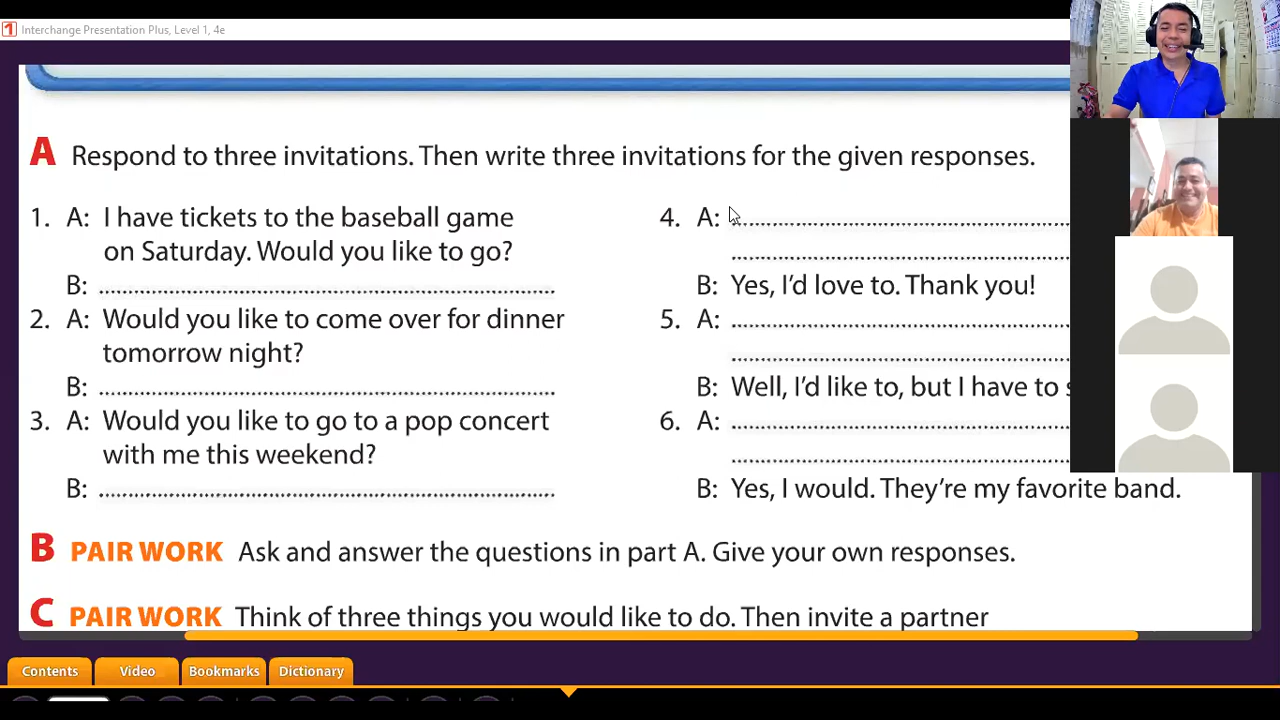 Interchange Presentation Plus, Level 1, 4e
A Respond to three invitations. Then write three invitations for the given responses.
1. A: I have tickets to the baseball game
on Saturday. Would you like to go?
B:
2. A: Would you like to come over for dinner
tomorrow night?
B:
3. A: Would you like to go to a pop concert
with me this weekend?
B:
4. A:
B: Yes, I'd love to. Thank you!
5. A:
B: Well, I'd like to, but I have to
6. A:
B: Yes, I would. They're my favorite band.
B PAIR WORK Ask and answer the questions in part A. Give your own responses.
C PAIR WORK Think of three things you would like to do. Then invite a partner
Contents Video Bookmarks Dictionary